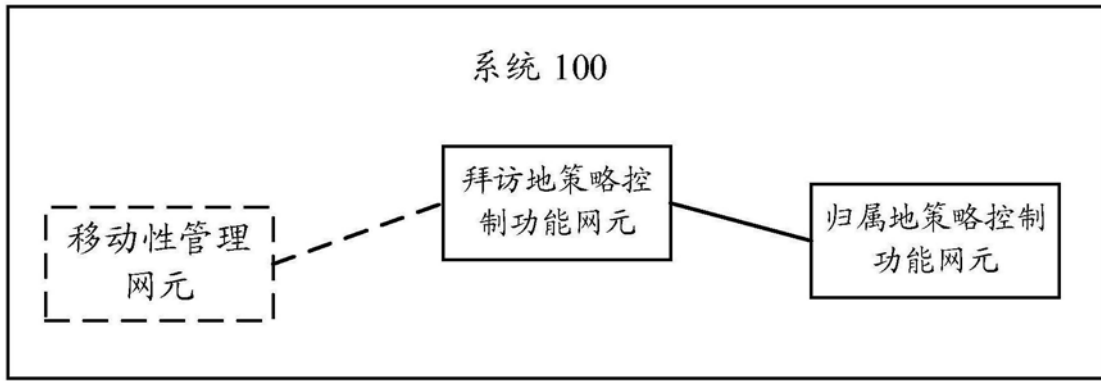 系统 100
拜访地策略控
制功能网元
移动性管理
网元
归属地策略控制
功能网元